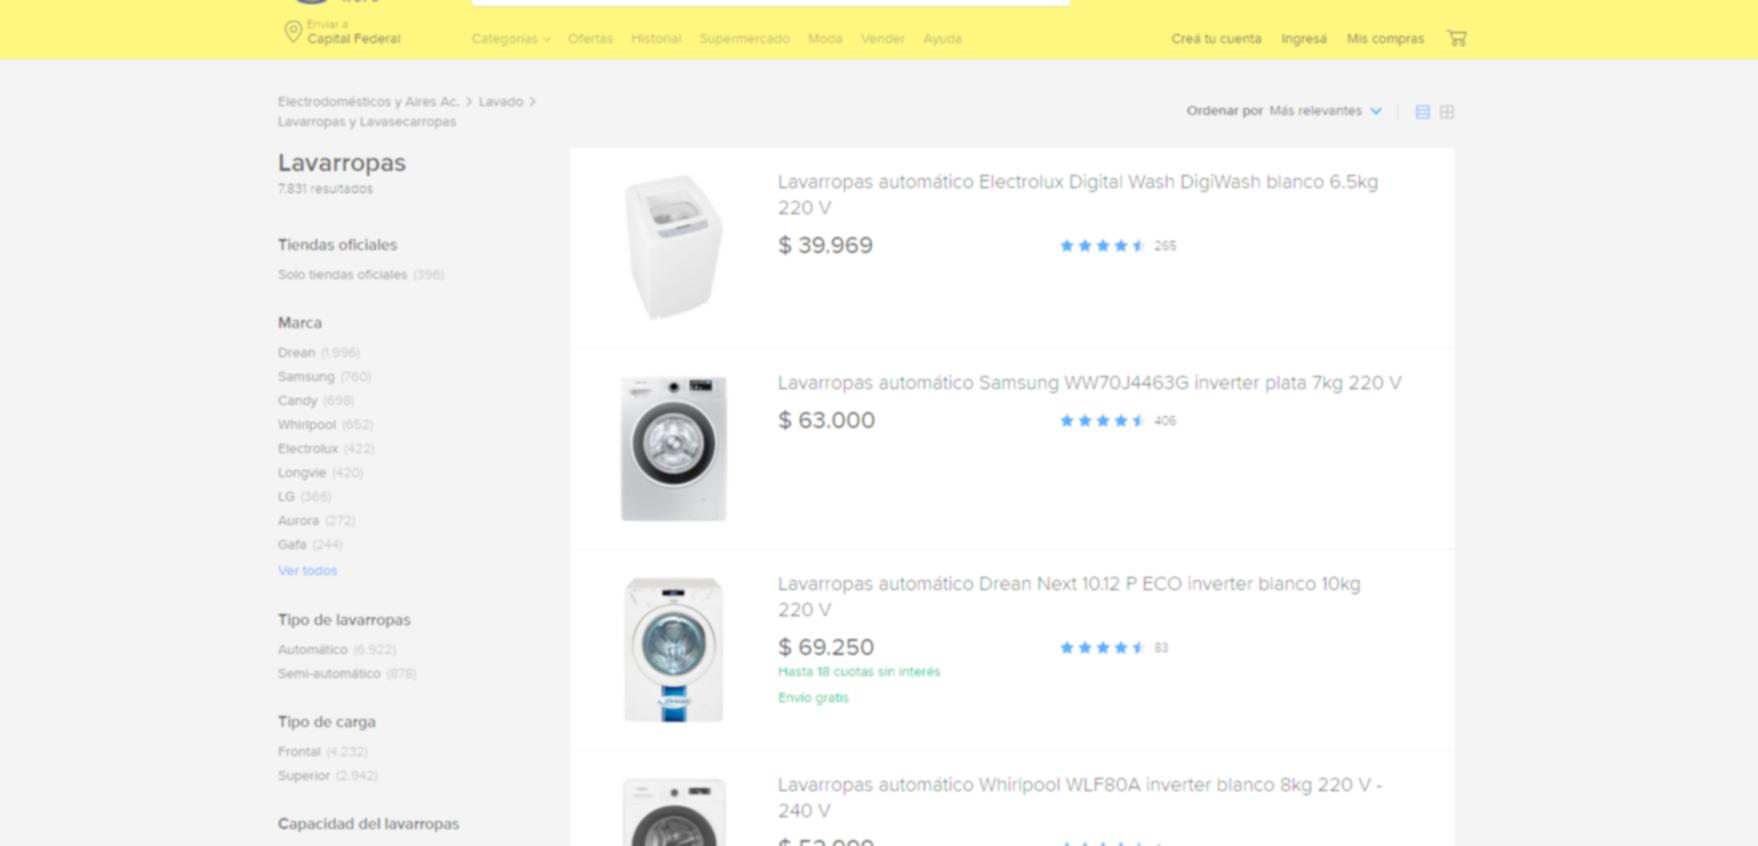 Enviar a
Capital Federal
Categorías
Ofertas
Historial
Supermercado
Moda
Vender
Ayuda
Creá tu cuenta
Ingresá
Mis compras
Electrodomésticos y Aires Ac. > Lavado >
Lavarropas y Lavasecarropas
Ordenar por Más relevantes
Lavarropas
7.831 resultados
Tiendas oficiales
Solo tiendas oficiales (396)
Marca
Drean (1.996)
Samsung (760)
Candy (698)
Whirlpool (652)
Electrolux (422)
Longvie (420)
LG (366)
Aurora (272)
Gafa (244)
Ver todos
Tipo de lavarropas
Automático (6.922)
Semi-automático (878)
Tipo de carga
Frontal (4.232)
Superior (2.942)
Capacidad del lavarropas
Lavarropas automático Electrolux Digital Wash DigiWash blanco 6.5kg
220 V
$ 39.969
265
Lavarropas automático Samsung WW70J4463G inverter plata 7kg 220 V
$ 63.000
406
Lavarropas automático Drean Next 10.12 P ECO inverter blanco 10kg
220 V
$ 69.250
83
Hasta 18 cuotas sin interés
Envío gratis
Lavarropas automático Whirlpool WLF80A inverter blanco 8kg 220 V -
240 V